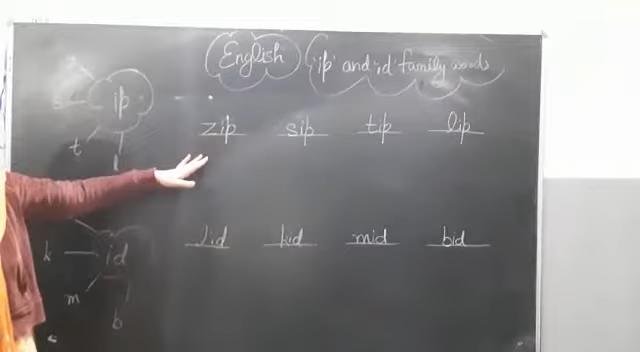 English 'ip' and 'id' family words
ip
s
t
l
zip sip tip lip
id
k
m
b
lid kid mid bid